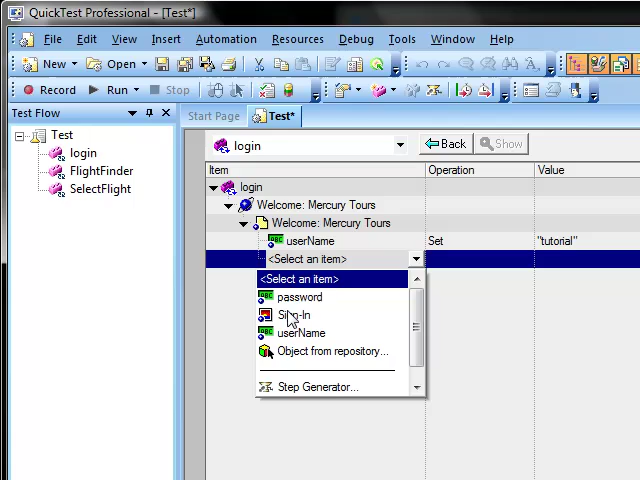 QuickTest Professional - [Test*]
File Edit View Insert Automation Resources Debug Tools Window Help
New Open
Record Run Stop
Test Flow
Start Page Test*
Test
login
FlightFinder
SelectFlight
login Back Show
Item Operation Value
login
Welcome: Mercury Tours
Welcome: Mercury Tours
userName Set "tutorial"
<Select an item>
<Select an item>
password
Sign-In
userName
Object from repository...
Step Generator...